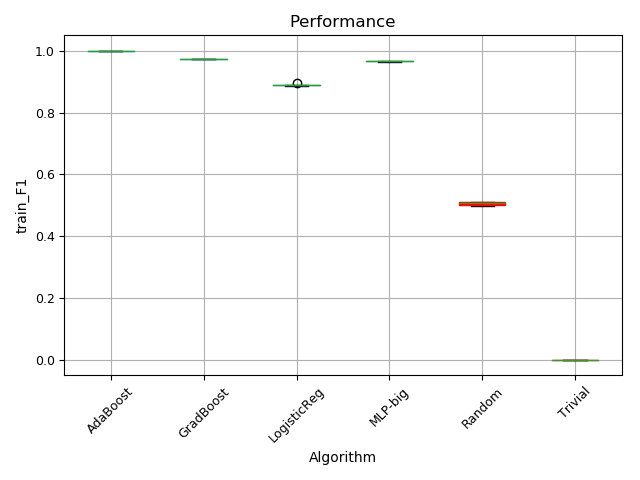 Performance
train_F1
1.0
0.8
0.6
0.4
0.2
0.0
AdaBoost
GradBoost
LogisticReg
MLP-big
Random
Trivial
Algorithm